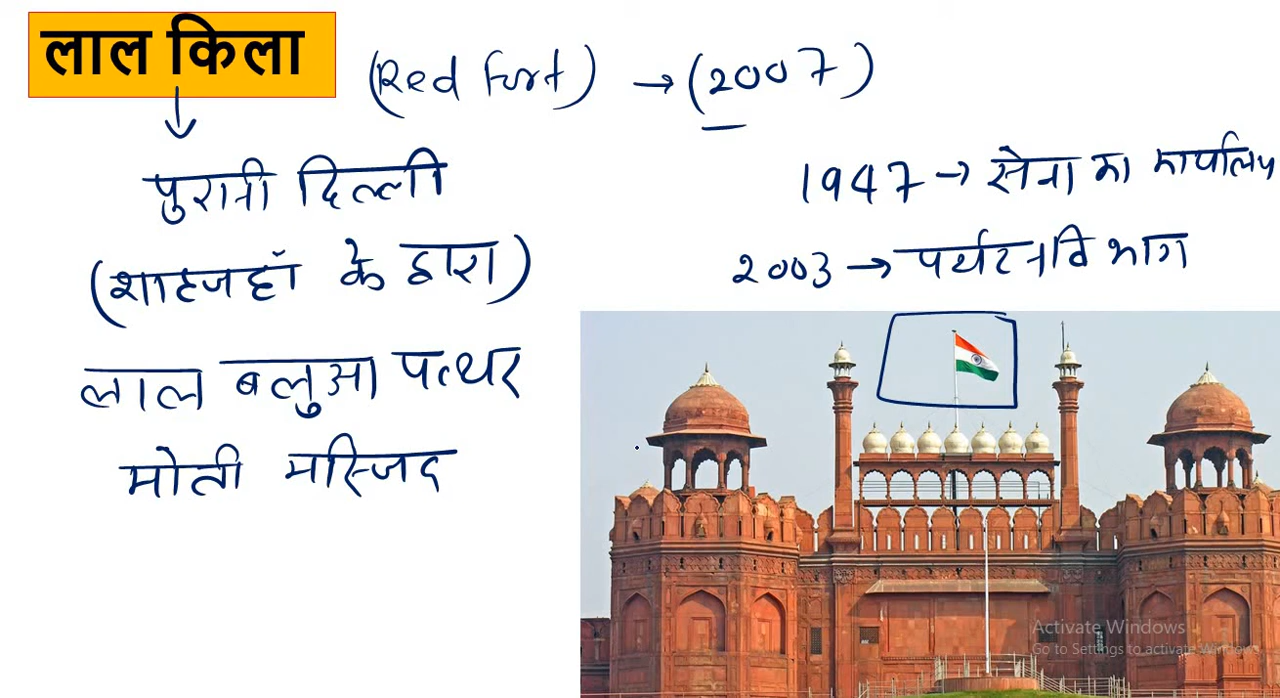 लाल किला
(Red Fort) → (2007)
पुरानी दिल्ली
(शाहजहाँ के द्वारा)
लाल बलुआ पत्थर
मोती मस्जिद
1947 → सेना का कार्यालय
2003 → पर्यटन विभाग
Activate Windows
Go to Settings to activate Windows.